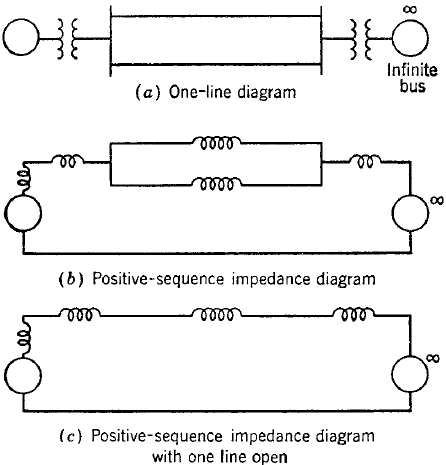 ∞
Infinite
bus
(a) One-line diagram
∞
(b) Positive-sequence impedance diagram
∞
(c) Positive-sequence impedance diagram
with one line open